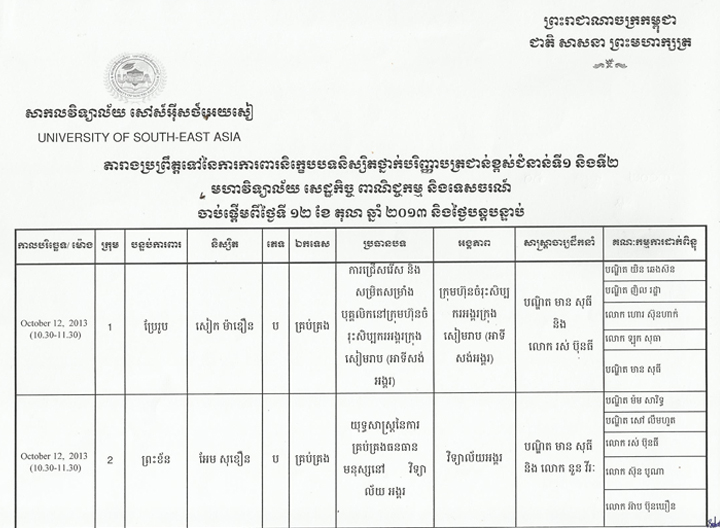 ព្រះរាជាណាចក្រកម្ពុជា
ជាតិ សាសនា ព្រះមហាក្សត្រ
សាកលវិទ្យាល័យ សៅស៍អ៊ីសថ៍អេយសៀ
UNIVERSITY OF SOUTH-EAST ASIA
តារាងប្រព្រឹត្តទៅនៃការការពារនិក្ខេបបទនិស្សិតថ្នាក់បរិញ្ញាបត្រជាន់ខ្ពស់ជំនាន់ទី១ និងទី២
មហាវិទ្យាល័យ សេដ្ឋកិច្ច ពាណិជ្ជកម្ម និងទេសចរណ៍
ចាប់ផ្តើមពីថ្ងៃទី ១២ ខែ តុលា ឆ្នាំ ២០១៣ និងថ្ងៃបន្តបន្ទាប់
កាលបរិច្ឆេទ/ ម៉ោង ក្រុម បន្ទប់ការពារ និស្សិត ភេទ ឯកទេស ប្រធានបទ អង្គភាព សាស្ត្រាចារ្យដឹកនាំ គណៈកម្មការដាក់ពិន្ទុ
October 12, 2013
(10.30-11.30)
1
ប្រែរូប
សៀក ម៉ានឿន
ប
គ្រប់គ្រង
ការជ្រើសរើស និង
សម្រិតសម្រាំង
បុគ្គលិកនៅក្រុមហ៊ុនចំ
រុះសិប្បករអង្គរក្រុង
សៀមរាប (អាទីសង់
អង្គរ)
ក្រុមហ៊ុនចំរុះសិប្ប
ករអង្គរក្រុង
សៀមរាប (អាទី
សង់អង្គរ)
បណ្ឌិត មាន សុធី
និង
លោក រស់ ប៊ុនធី
បណ្ឌិត យិន ឆេងស៊ន
បណ្ឌិត ញិល រដ្ឋា
លោក ហោរ ស៊ុនហាក់
លោក ឡុក សុធា
បណ្ឌិត មាន សុធី
October 12, 2013
(10.30-11.30)
2
ព្រះខ័ន
អែម សុខឿន
ប
គ្រប់គ្រង
យុទ្ធសាស្ត្រនៃការ
គ្រប់គ្រងធនធាន
មនុស្សនៅ វិទ្យា
ល័យ អង្គរ
វិទ្យាល័យអង្គរ
បណ្ឌិត មាន សុធី
និង លោក នួន វីរៈ
បណ្ឌិត ម៉ម សារិទ្ធ
បណ្ឌិត សៅ លីមហួត
លោក រស់ ប៊ុនធី
លោក ស៊ុន បូណា
លោក អ៊ាប ប៊ុនឃឿន